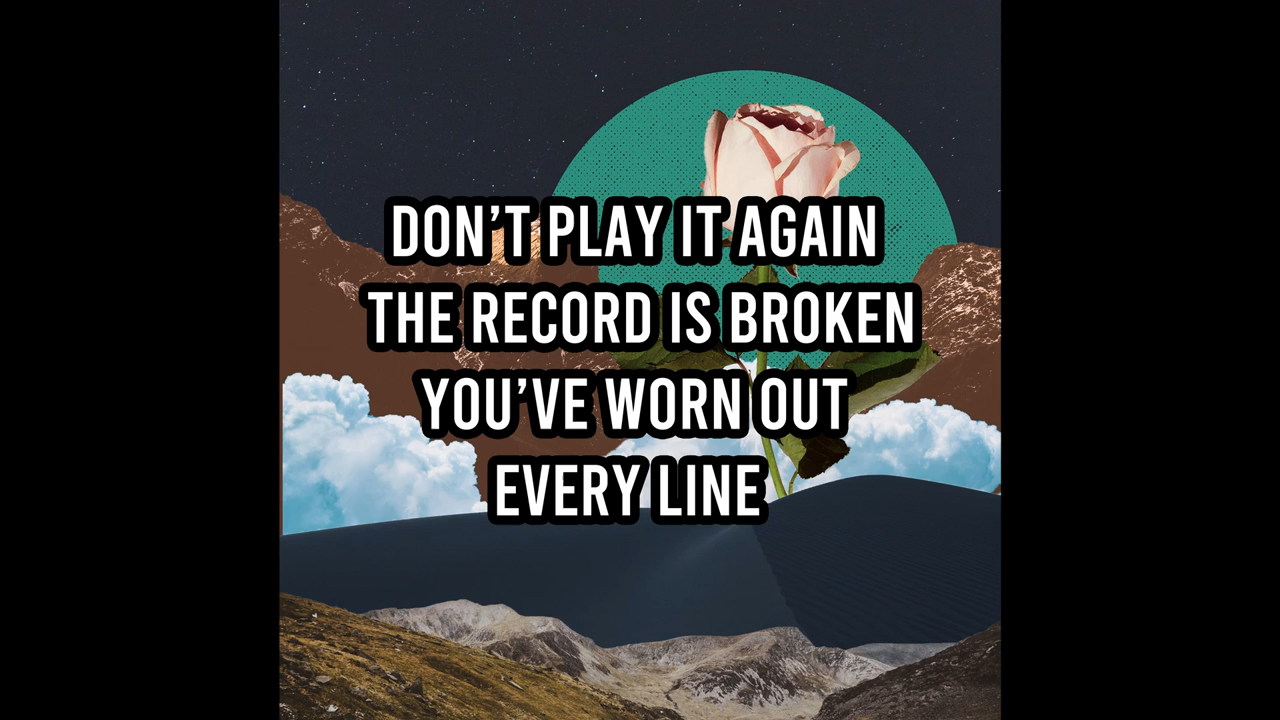 DON’T PLAY IT AGAIN
THE RECORD IS BROKEN
YOU’VE WORN OUT
EVERY LINE